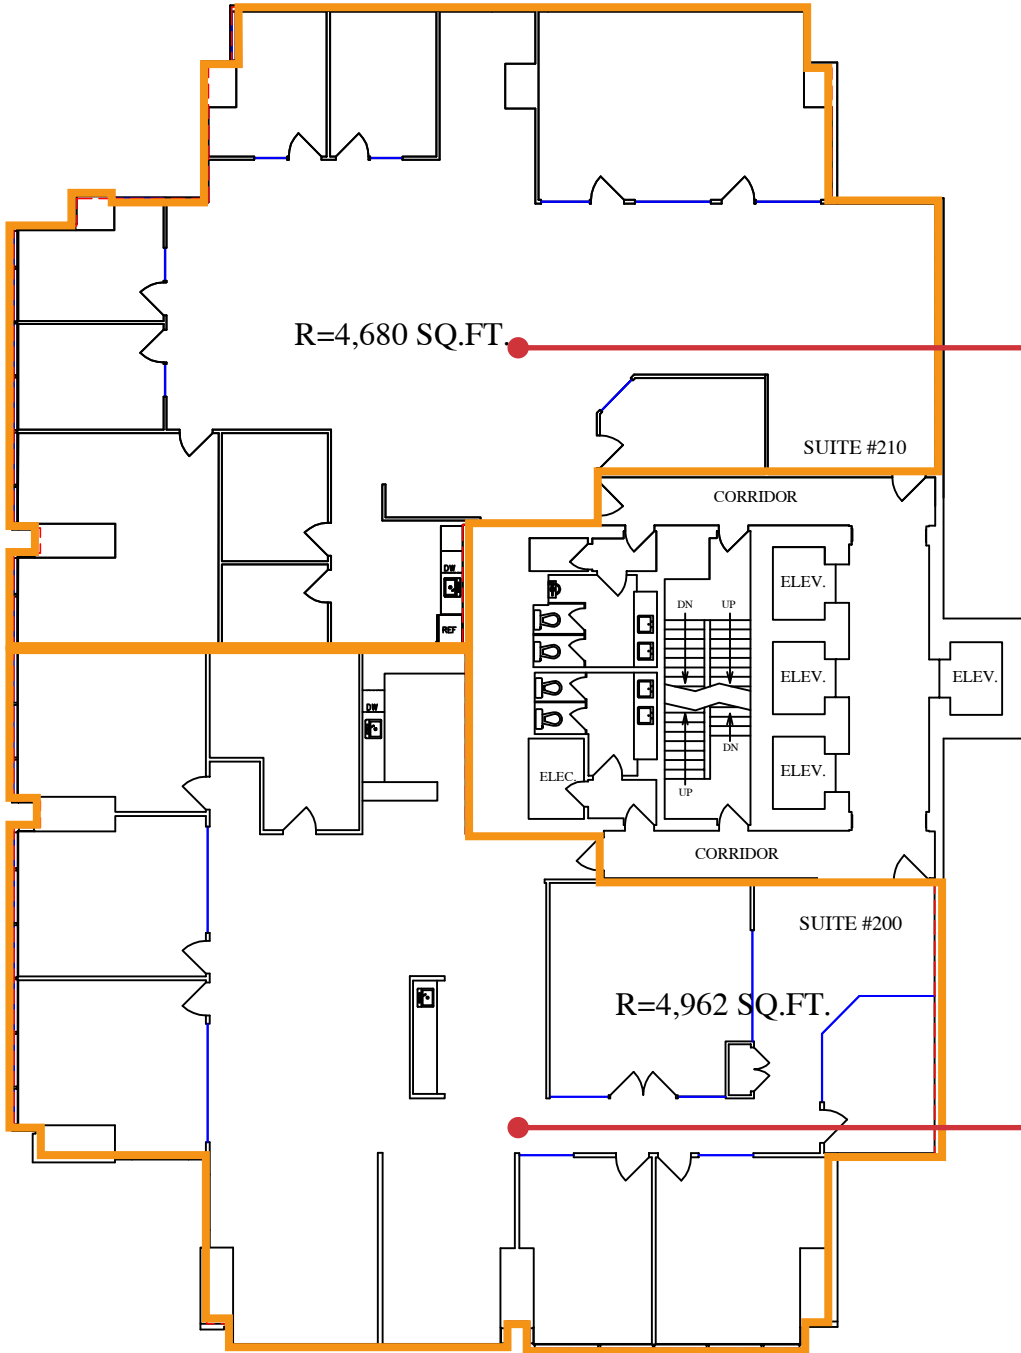 R=4,680 SQ.FT.
SUITE #210
CORRIDOR
DW
REF
ELEV.
DN
UP
ELEV.
ELEV.
DW
DN
ELEC.
ELEV.
UP
CORRIDOR
SUITE #200
R=4,962 SQ.FT.